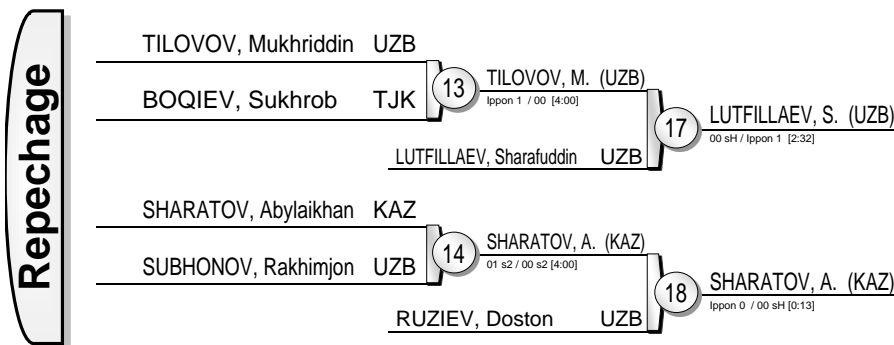 Repechage
TILOVOV, Mukhriddin UZB
BOQIEV, Sukhrob TJK
13
TILOVOV, M. (UZB)
Ippon 1 / 00 [4:00]
LUTFILLAEV, Sharafuddin UZB
17
LUTFILLAEV, S. (UZB)
00 sH / Ippon 1 [2:32]
SHARATOV, Abylaikhan KAZ
SUBHONOV, Rakhimjon UZB
14
SHARATOV, A. (KAZ)
01 s2 / 00 s2 [4:00]
RUZIEV, Doston UZB
18
SHARATOV, A. (KAZ)
Ippon 0 / 00 sH [0:13]